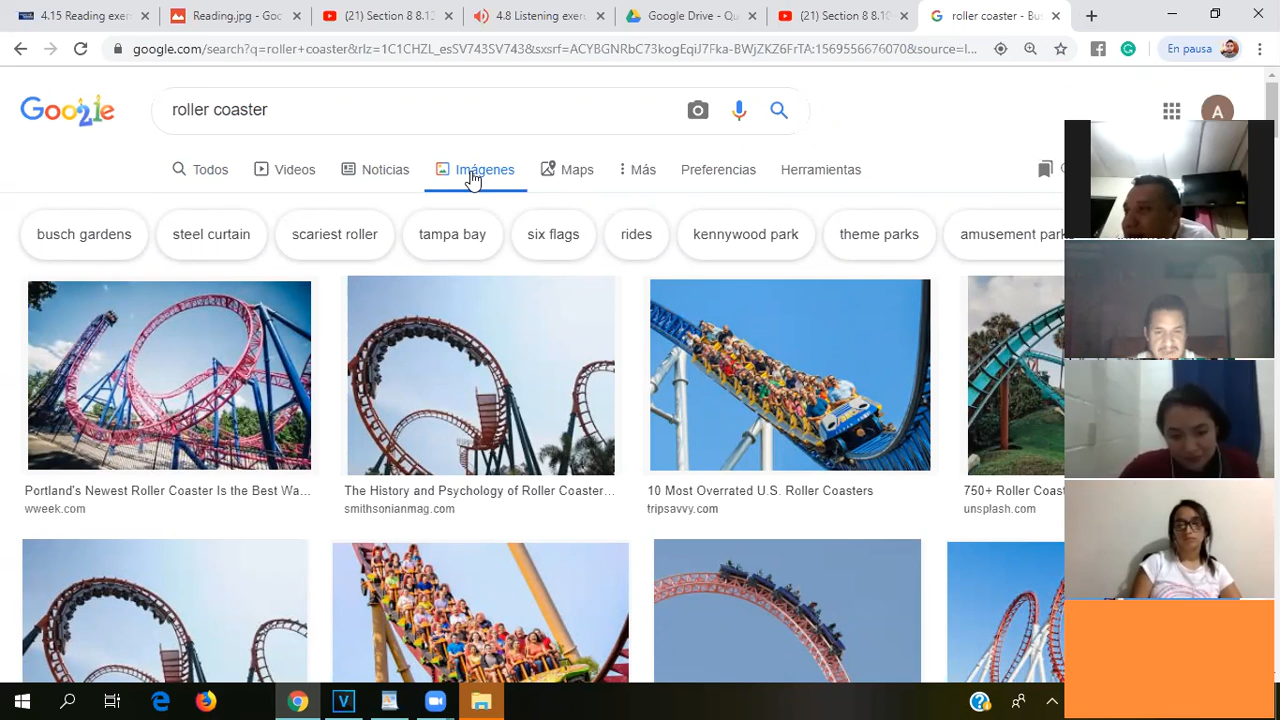 4.15 Reading exer
Reading.jpg - Goo
(21) Section 8 8.1
4.8 Listening exer
Google Drive - Qu
(21) Section 8 8.1
roller coaster - Bu
google.com/search?q=roller+coaster&rlz=1C1CHZL_esSV743SV743&sxsrf=ACYBGNRbC73kogEqiJ7Fka-BWjZKZ6FrTA:1569556676070&source=l...
En pausa
Google
roller coaster
A
Todos
Videos
Noticias
Imágenes
Maps
Más
Preferencias
Herramientas
busch gardens
steel curtain
scariest roller
tampa bay
six flags
rides
kennywood park
theme parks
amusement park
Portland's Newest Roller Coaster Is the Best Wa...
wweek.com
The History and Psychology of Roller Coaster...
smithsonianmag.com
10 Most Overrated U.S. Roller Coasters
tripsavvy.com
750+ Roller Coast
unsplash.com